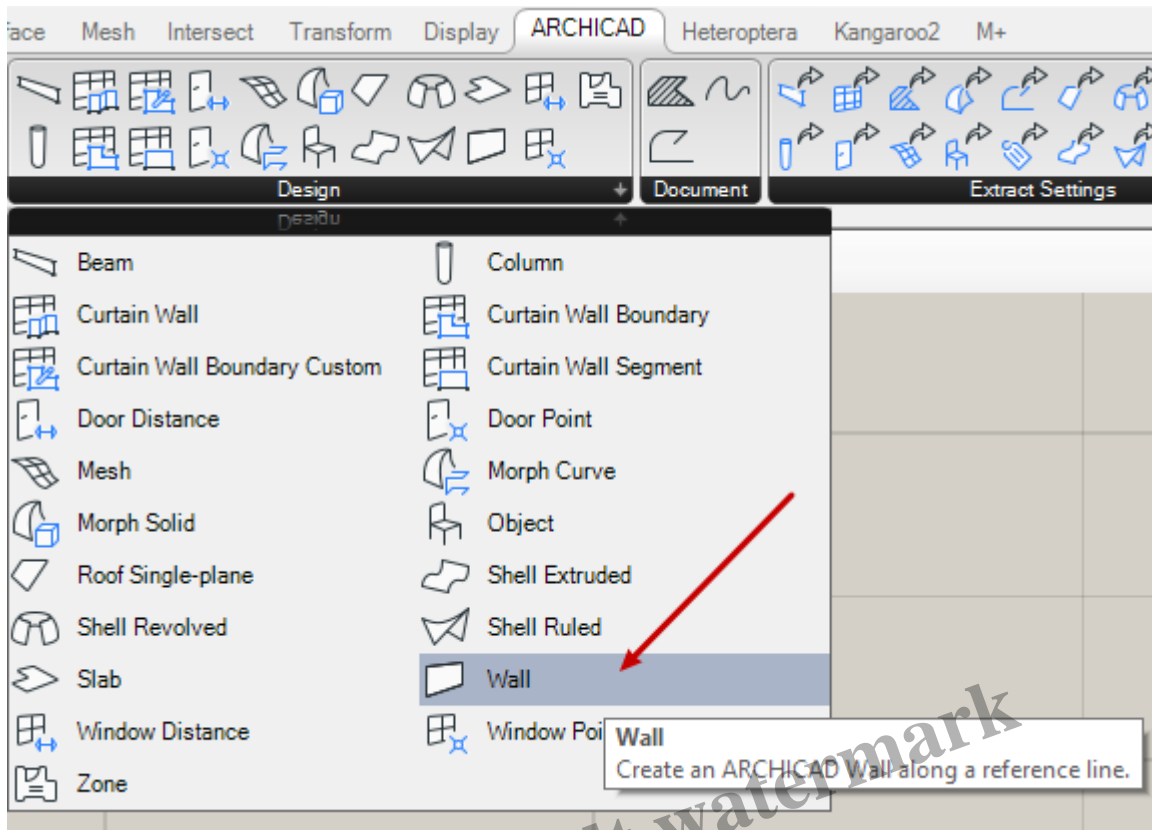 Mesh Intersect Transform Display ARCHICAD Heteroptera Kangaroo2 M+
Design Document Extract Settings
Design
Beam Column
Curtain Wall Curtain Wall Boundary
Curtain Wall Boundary Custom Curtain Wall Segment
Door Distance Door Point
Mesh Morph Curve
Morph Solid Object
Roof Single-plane Shell Extruded
Shell Revolved Shell Ruled
Slab Wall
Window Distance Window Poi
Wall
Create an ARCHICAD Wall along a reference line.
Zone
watermark